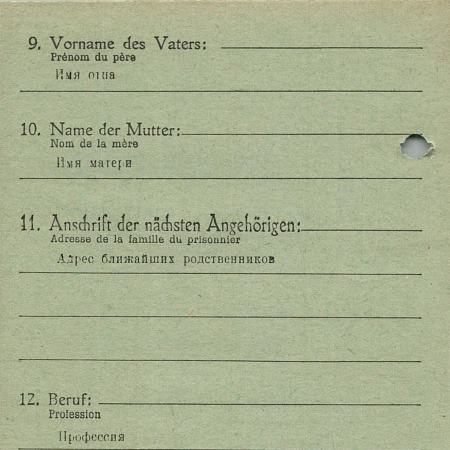 9. Vorname des Vaters:
Prénom du père
Имя отца
10. Name der Mutter:
Nom de la mère
Имя матери
11. Anschrift der nächsten Angehörigen:
Adresse de la famille du prisonnier
Адрес ближайших родственников
12. Beruf:
Profession
Профессия